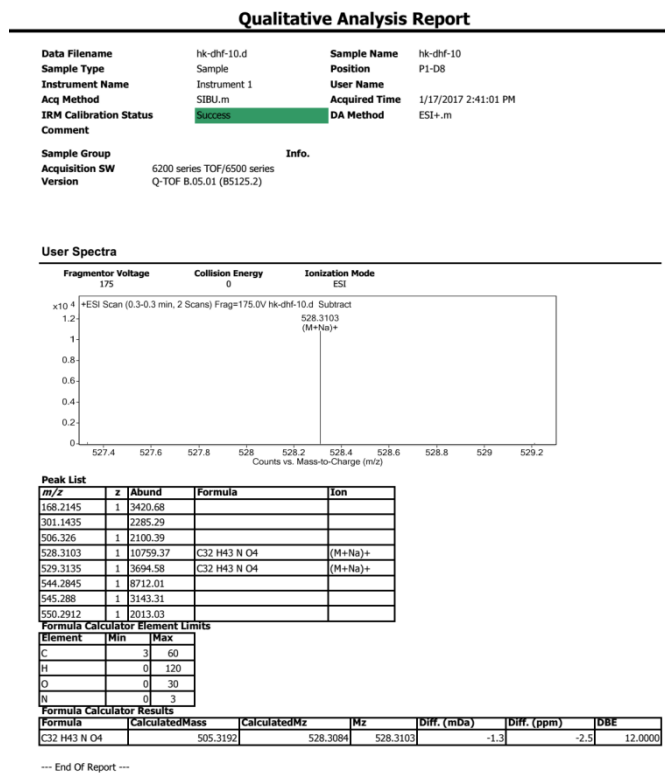 Qualitative Analysis Report
Data Filename hk-dhf-10.d Sample Name hk-dhf-10
Sample Type Sample Position P1-D8
Instrument Name Instrument 1 User Name
Acq Method SIBU.m Acquired Time 1/17/2017 2:41:01 PM
IRM Calibration Status Success DA Method ESI+.m
Comment
Sample Group Info.
Acquisition SW 6200 series TOF/6500 series
Version Q-TOF B.05.01 (B5125.2)
User Spectra
Fragmentor Voltage Collision Energy Ionization Mode
175 0 ESI
x10 4 +ESI Scan (0.3-0.3 min, 2 Scans) Frag=175.0V hk-dhf-10.d Subtract
1.2 528.3103
(M+Na)+
1
0.8
0.6
0.4
0.2
0
527.4 527.6 527.8 528 528.2 528.4 528.6 528.8 529 529.2
Counts vs. Mass-to-Charge (m/z)
Peak List
m/z z Abund Formula Ion
168.2145 1 3420.68
301.1435 2285.29
506.326 1 2100.39
528.3103 1 10759.37 C32 H43 N O4 (M+Na)+
529.3135 1 3694.58 C32 H43 N O4 (M+Na)+
544.2845 1 8712.01
545.288 1 3143.31
550.2912 1 2013.03
Formula Calculator Element Limits
Element Min Max
C 3 60
H 0 120
O 0 30
N 0 3
Formula Calculator Results
Formula CalculatedMass CalculatedMz Mz Diff. (mDa) Diff. (ppm) DBE
C32 H43 N O4 505.3192 528.3084 528.3103 -1.3 -2.5 12.0000
--- End Of Report ---